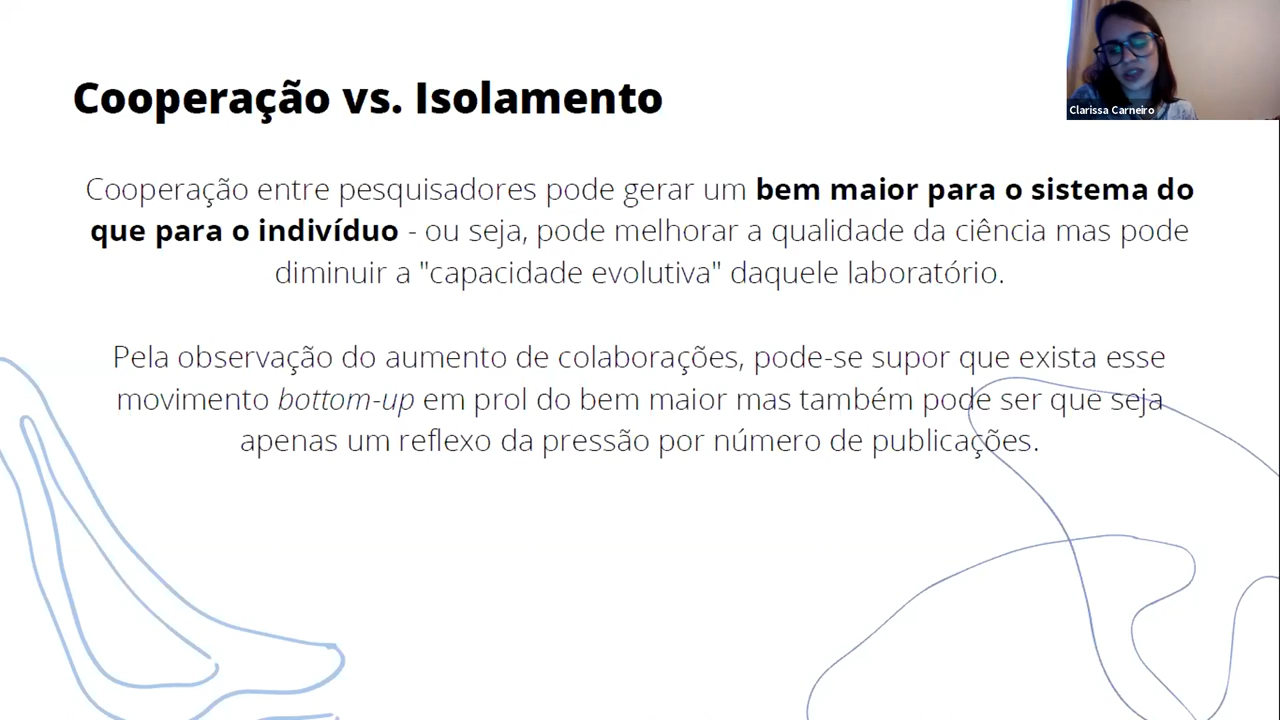 Clarissa Carneiro
Cooperação vs. Isolamento
Cooperação entre pesquisadores pode gerar um bem maior para o sistema do
que para o indivíduo - ou seja, pode melhorar a qualidade da ciência mas pode
diminuir a "capacidade evolutiva" daquele laboratório.
Pela observação do aumento de colaborações, pode-se supor que exista esse
movimento bottom-up em prol do bem maior mas também pode ser que seja
apenas um reflexo da pressão por número de publicações.